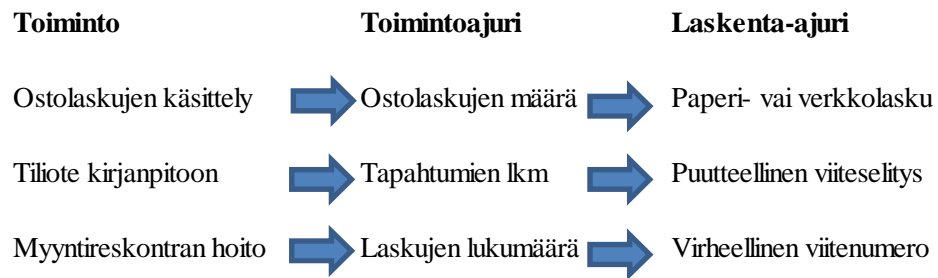 Toiminto Toimintoajuri Laskenta-ajuri
Ostolaskujen käsittely Ostolaskujen määrä Paperi- vai verkkolasku
Tiliote kirjanpitoon Tapahtumien lkm Puutteellinen viiteselitys
Myyntireskontran hoito Laskujen lukumäärä Virheellinen viitenumero